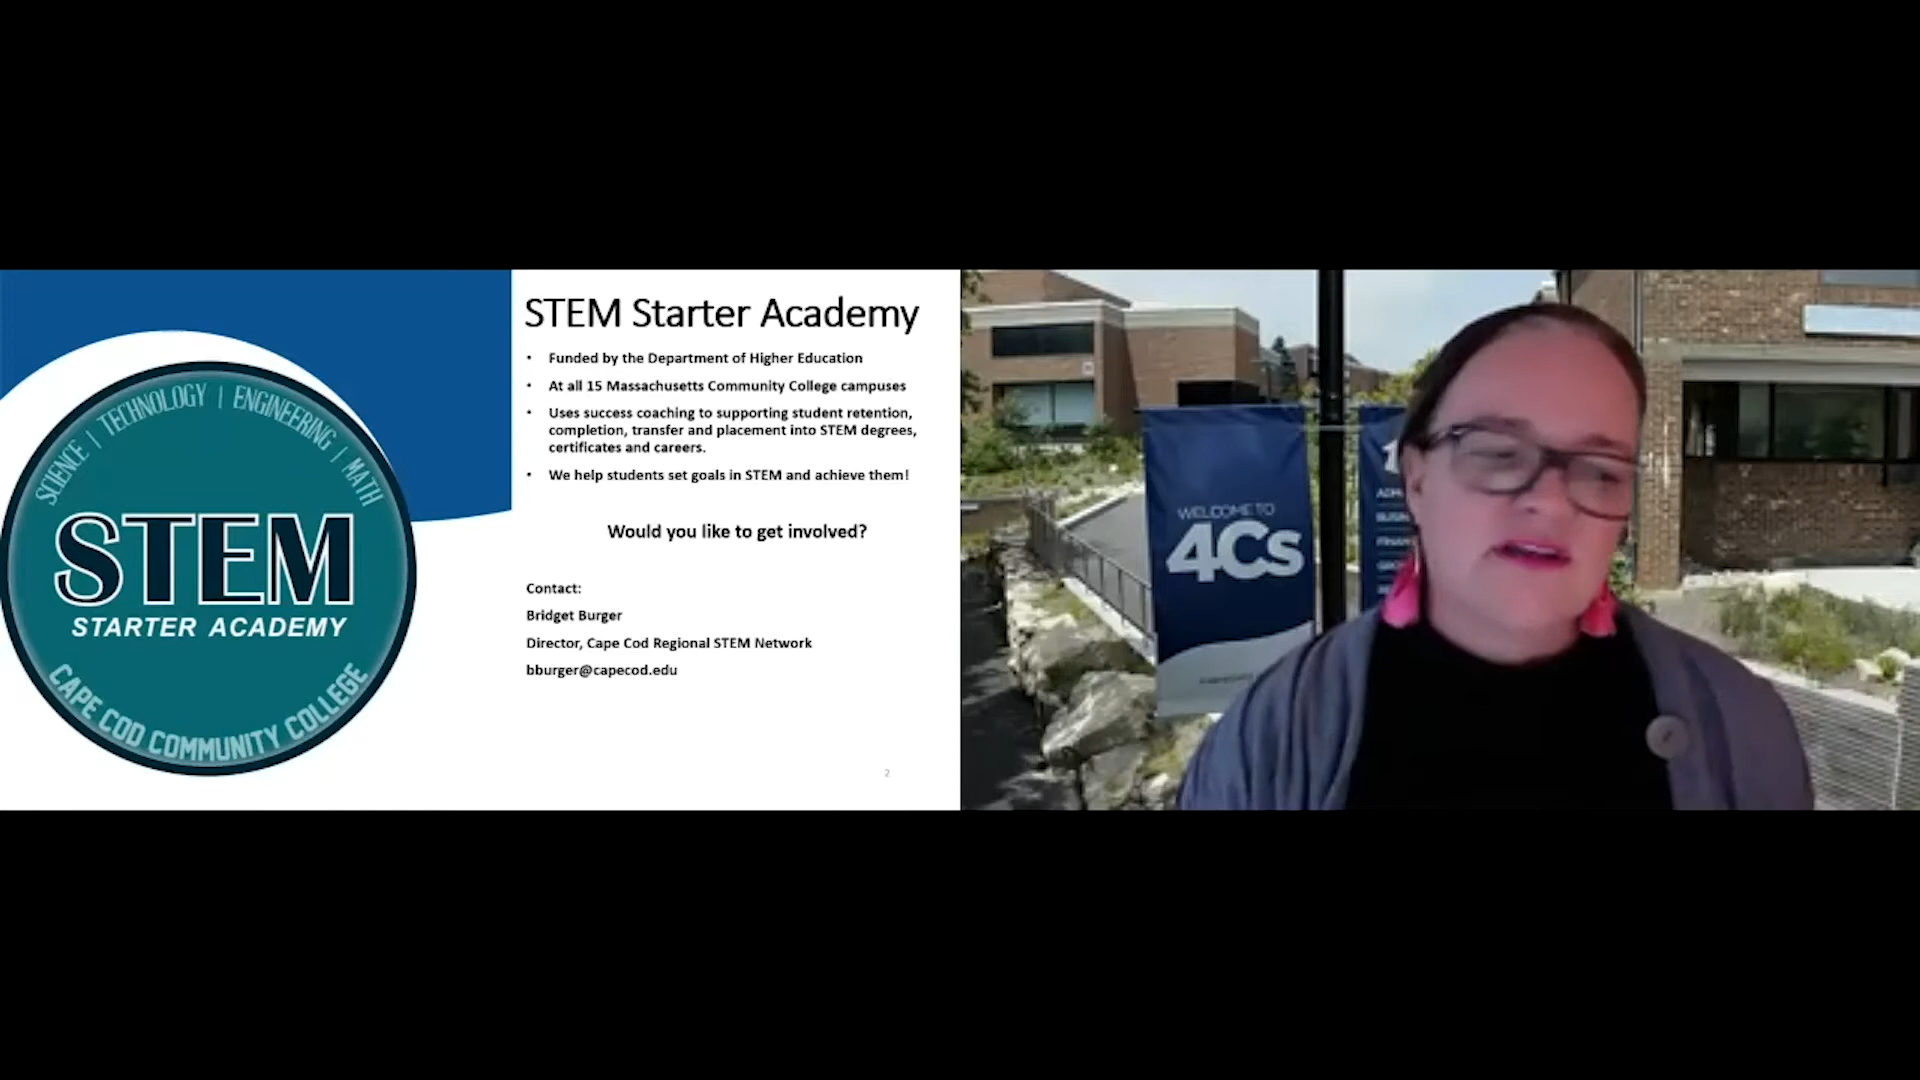 STEM Starter Academy
• Funded by the Department of Higher Education
• At all 15 Massachusetts Community College campuses
• Uses success coaching to supporting student retention,
completion, transfer and placement into STEM degrees,
certificates and careers.
• We help students set goals in STEM and achieve them!
Would you like to get involved?
Contact:
Bridget Burger
Director, Cape Cod Regional STEM Network
bburger@capecod.edu
2
SCIENCE | TECHNOLOGY | ENGINEERING | MATH
STEM
STARTER ACADEMY
CAPE COD COMMUNITY COLLEGE
WELCOME TO
4Cs